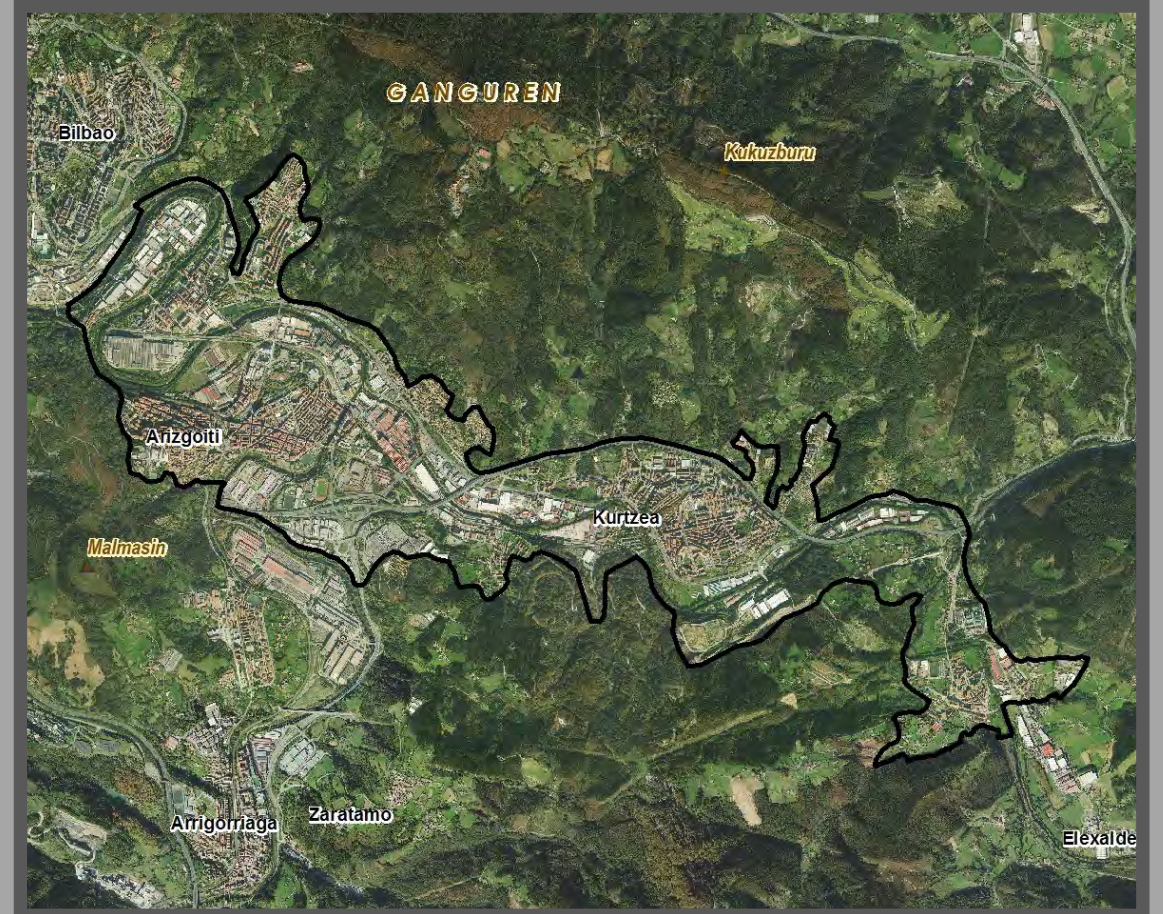 GANGUREN
Bilbao
Kukuzburu
Arizgoiti
Kurtzea
Malmasin
Arrigorriaga
Zaratamo
Elexalde